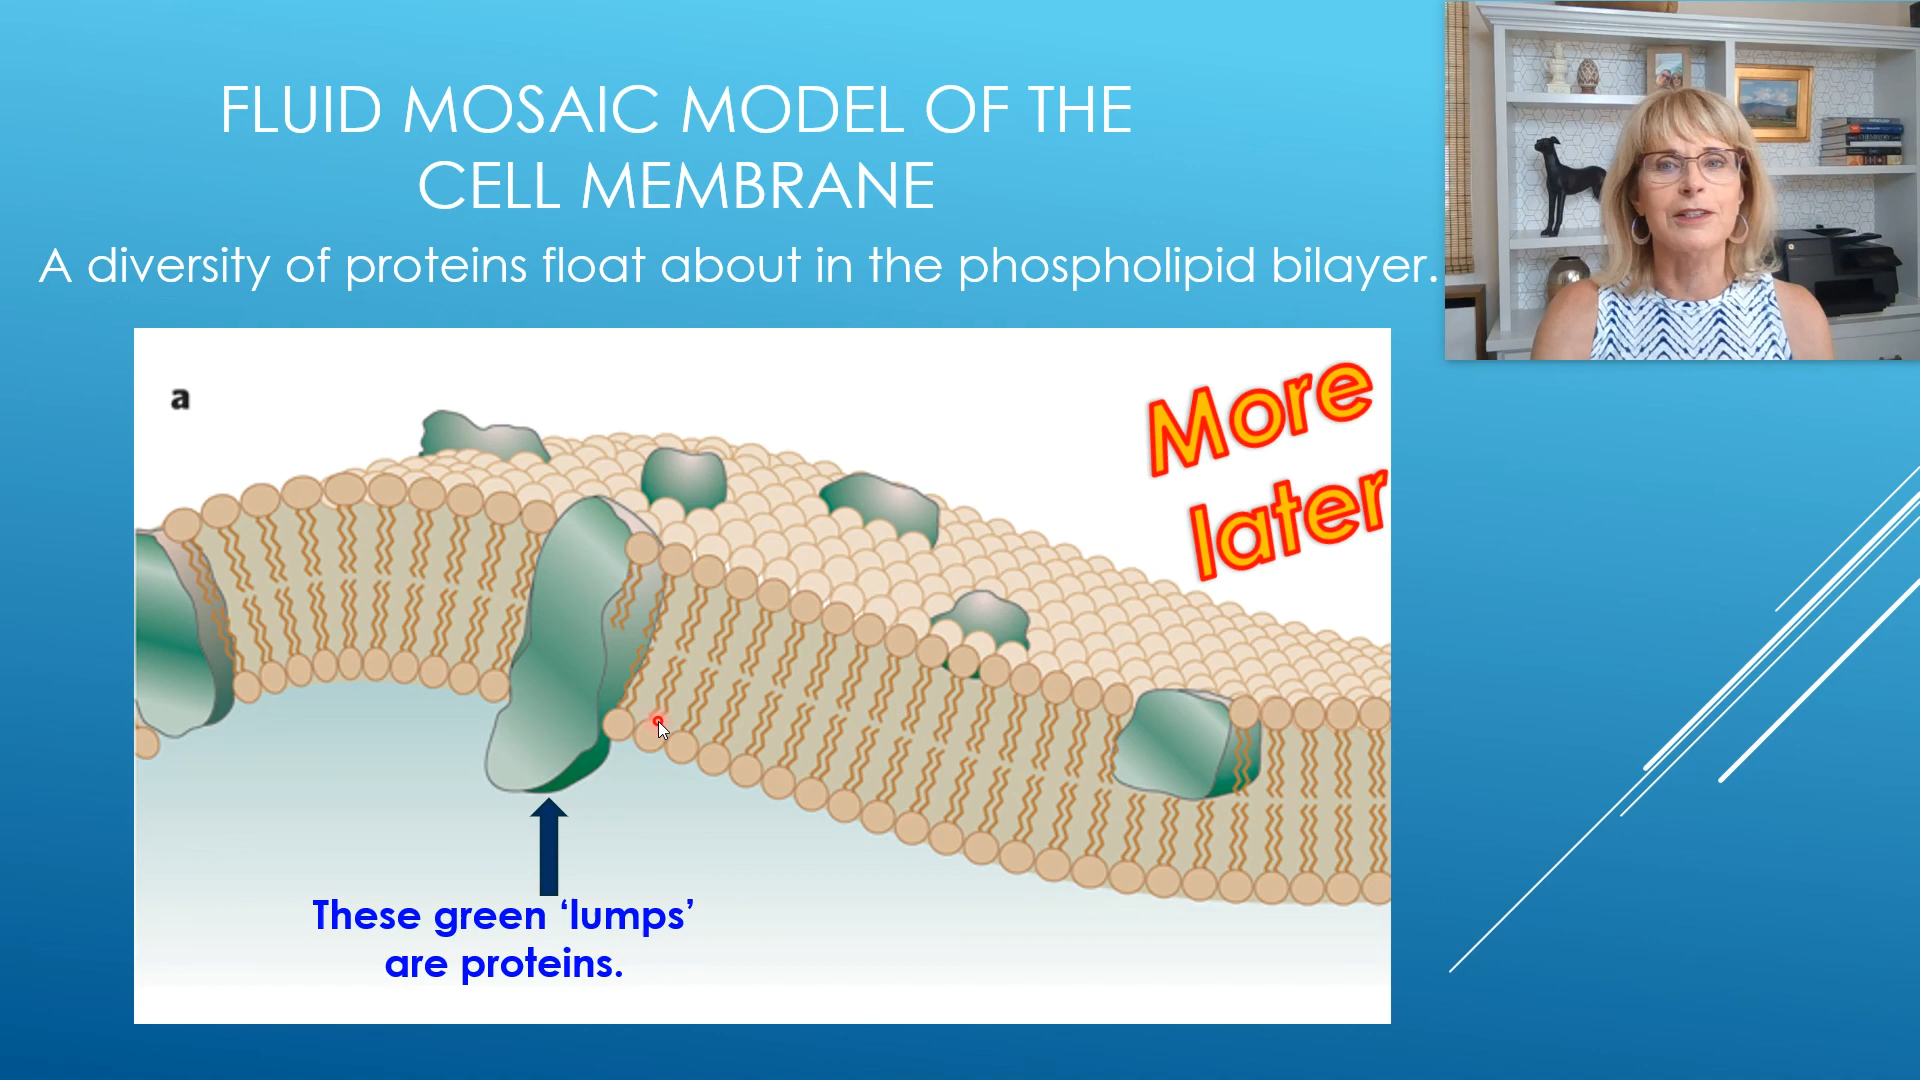 FLUID MOSAIC MODEL OF THE
CELL MEMBRANE
A diversity of proteins float about in the phospholipid bilayer.
a
More
later
These green ‘lumps’
are proteins.